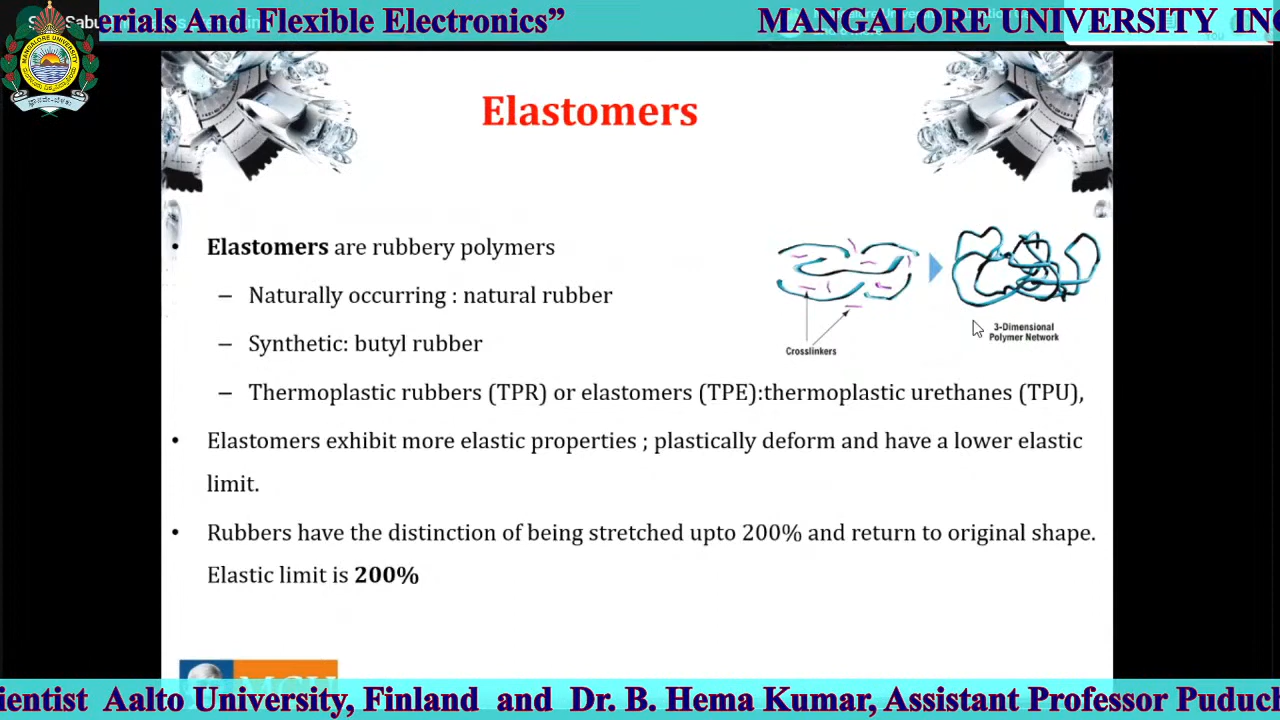 erials And Flexible Electronics” MANGALORE UNIVERSITY INC
Elastomers
• Elastomers are rubbery polymers
– Naturally occurring : natural rubber
– Synthetic: butyl rubber
– Thermoplastic rubbers (TPR) or elastomers (TPE):thermoplastic urethanes (TPU),
• Elastomers exhibit more elastic properties ; plastically deform and have a lower elastic
limit.
• Rubbers have the distinction of being stretched upto 200% and return to original shape.
Elastic limit is 200%
Crosslinkers
3-Dimensional
Polymer Network
ientist Aalto University, Finland and Dr. B. Hema Kumar, Assistant Professor Puduch